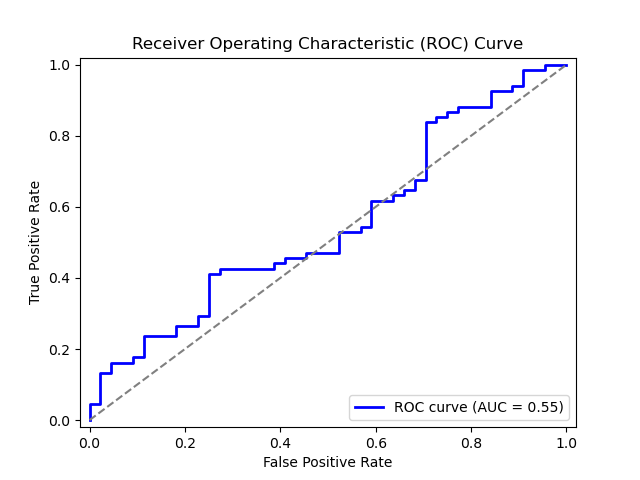 Receiver Operating Characteristic (ROC) Curve
1.0
0.8
0.6
0.4
0.2
0.0
True Positive Rate
ROC curve (AUC = 0.55)
0.0 0.2 0.4 0.6 0.8 1.0
False Positive Rate